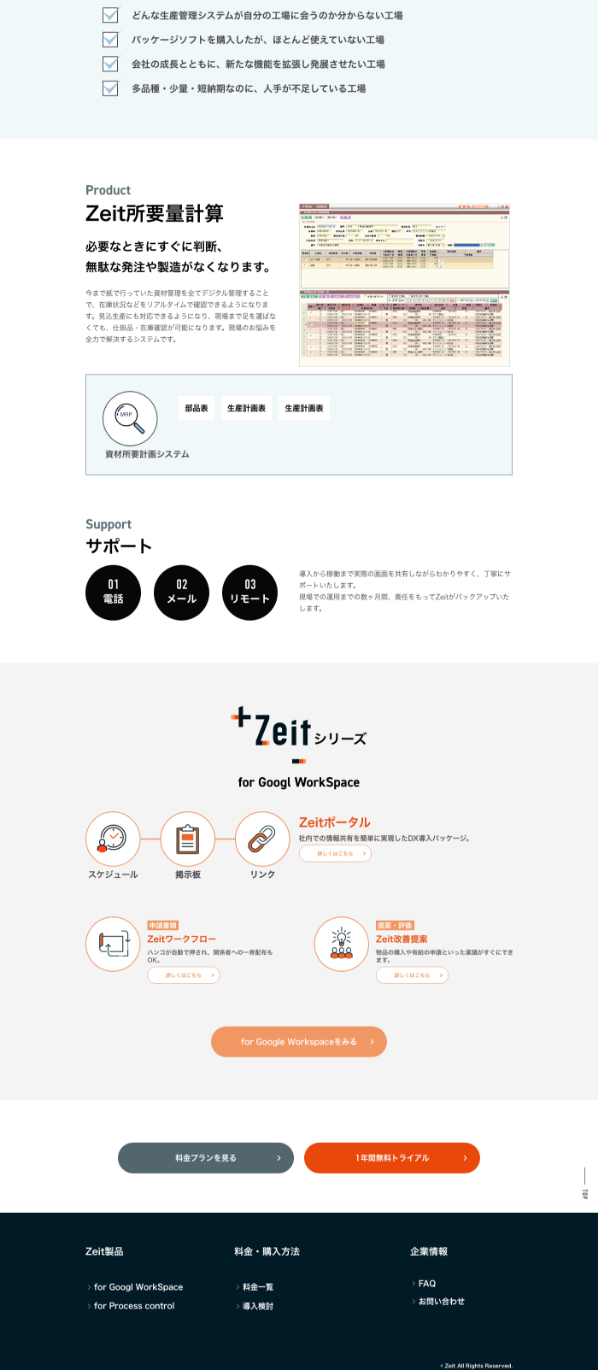 どんな生産管理システムが自分の工場に会うのか分からない工場
パッケージソフトを購入したが、ほとんど使えていない工場
会社の成長とともに、新たな機能を拡張し発展させたい工場
多品種・少量・短納期なのに、人手が不足している工場
Product
Zeit所要量計算
必要なときにすぐに判断、
無駄な発注や製造がなくなります。
今まで紙で行っていた資材管理を全てデジタル管理すること
で、在庫状況などをリアルタイムで確認できるようになりま
す。見込生産にも対応できるようになり、現場まで足を運ばな
くても、仕掛品・在庫確認が可能になります。現場のお悩みを
全力で解決するシステムです。
MRP
資材所要計画システム
部品表
生産計画表
生産計画表
Support
サポート
01
電話
02
メール
03
リモート
導入から稼働まで実際の画面を共有しながらわかりやすく、丁寧にサ
ポートいたします。
現場での運用までの数ヶ月間、責任をもってZeitがバックアップいた
します。
+Zeitシリーズ
for Googl WorkSpace
スケジュール
掲示板
リンク
Zeitポータル
社内での情報共有を簡単に実現したDX導入パッケージ。
詳しくはこちら
申請書類
Zeitワークフロー
ハンコが自動で押され、関係者への一斉配布も
OK。
詳しくはこちら
提案・評価
Zeit改善提案
物品の購入や有給の申請といった稟議がすぐにでき
ます。
詳しくはこちら
for Google Workspaceをみる
料金プランを見る
1年間無料トライアル
TOP
Zeit製品
for Googl WorkSpace
for Process control
料金・購入方法
料金一覧
導入検討
企業情報
FAQ
お問い合わせ
+ Zeit All Rights Reserved.